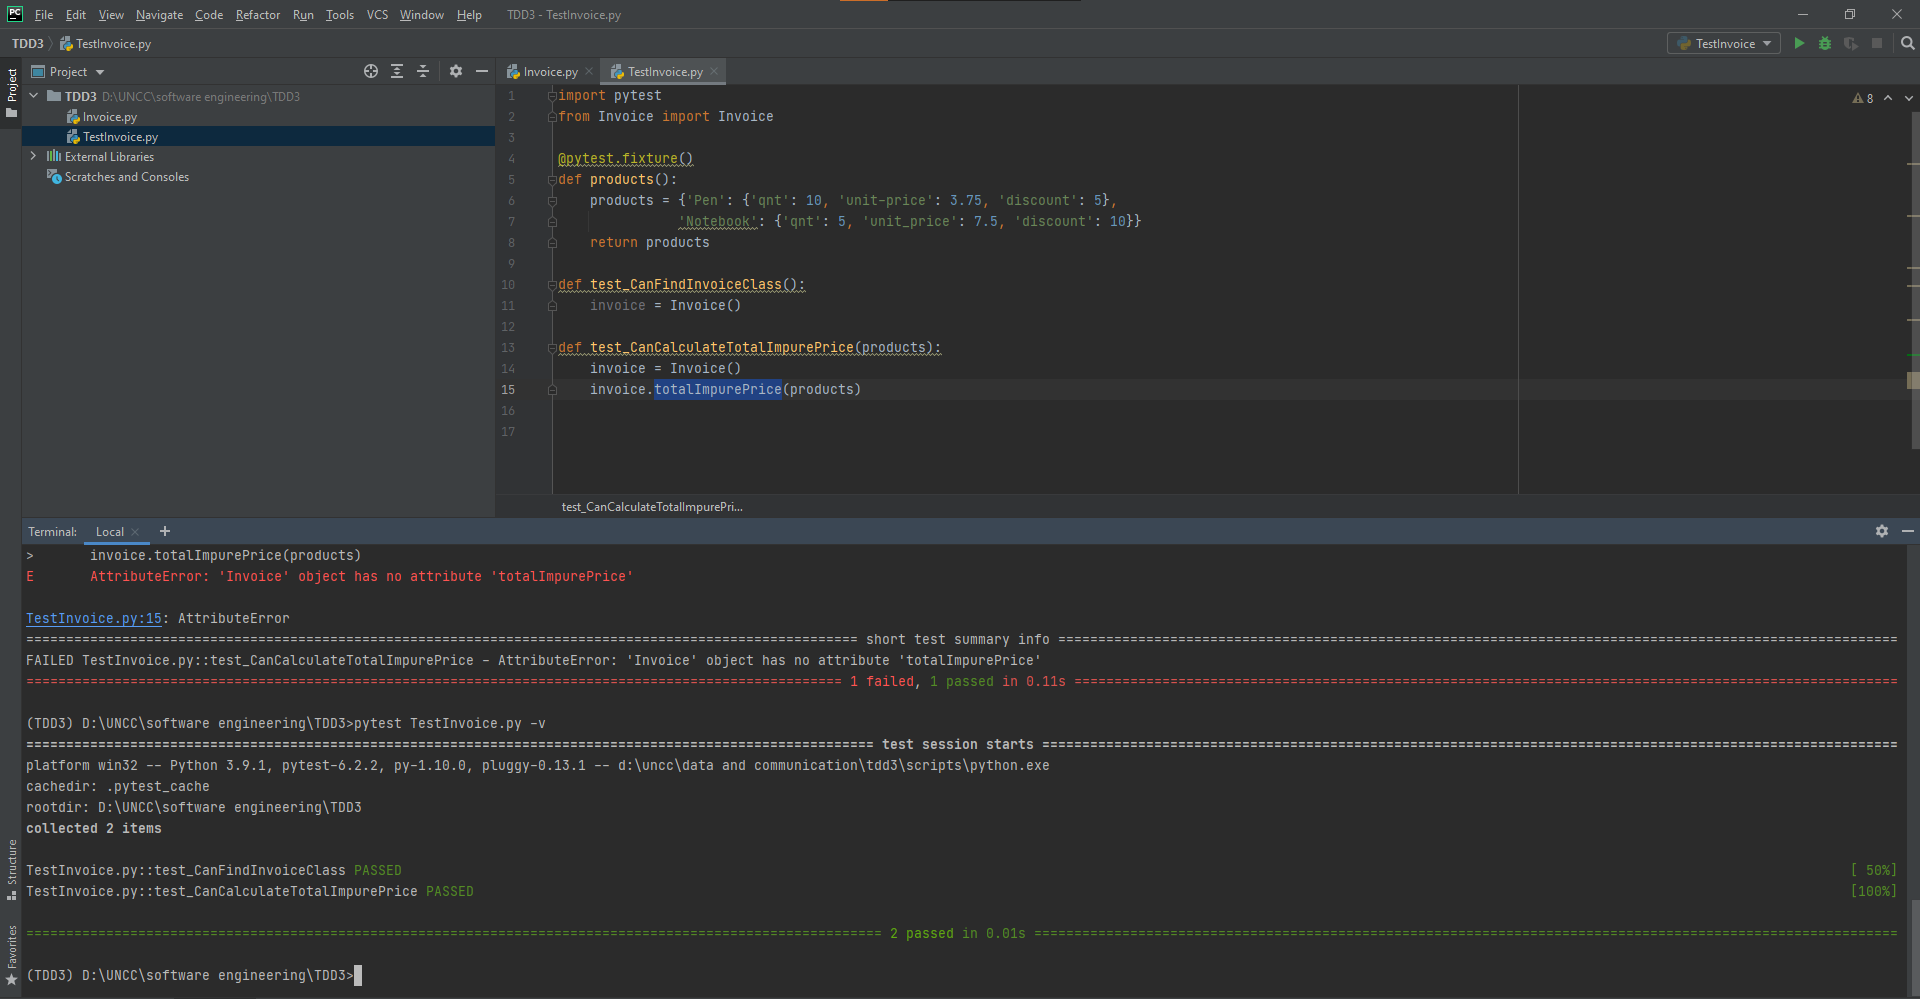 PC File Edit View Navigate Code Refactor Run Tools VCS Window Help TDD3 - TestInvoice.py
TDD3 TestInvoice.py TestInvoice
Project
Project
Invoice.py TestInvoice.py
TDD3 D:\UNCC\software engineering\TDD3
Invoice.py
TestInvoice.py
External Libraries
Scratches and Consoles
8
1 import pytest
2 from Invoice import Invoice
3
4 @pytest.fixture()
5 def products():
6 products = {'Pen': {'qnt': 10, 'unit-price': 3.75, 'discount': 5},
7 'Notebook': {'qnt': 5, 'unit_price': 7.5, 'discount': 10}}
8 return products
9
10 def test_CanFindInvoiceClass():
11 invoice = Invoice()
12
13 def test_CanCalculateTotalImpurePrice(products):
14 invoice = Invoice()
15 invoice.totalImpurePrice(products)
16
17
test_CanCalculateTotalImpurePri...
Terminal: Local +
> invoice.totalImpurePrice(products)
E AttributeError: 'Invoice' object has no attribute 'totalImpurePrice'
TestInvoice.py:15: AttributeError
======== short test summary info ========
FAILED TestInvoice.py::test_CanCalculateTotalImpurePrice - AttributeError: 'Invoice' object has no attribute 'totalImpurePrice'
======== 1 failed, 1 passed in 0.11s ========
(TDD3) D:\UNCC\software engineering\TDD3>pytest TestInvoice.py -v
======== test session starts ========
platform win32 -- Python 3.9.1, pytest-6.2.2, py-1.10.0, pluggy-0.13.1 -- d:\uncc\data and communication\tdd3\scripts\python.exe
cachedir: .pytest_cache
rootdir: D:\UNCC\software engineering\TDD3
collected 2 items
TestInvoice.py::test_CanFindInvoiceClass PASSED [ 50%]
TestInvoice.py::test_CanCalculateTotalImpurePrice PASSED [100%]
======== 2 passed in 0.01s ========
(TDD3) D:\UNCC\software engineering\TDD3>
Structure
Favorites